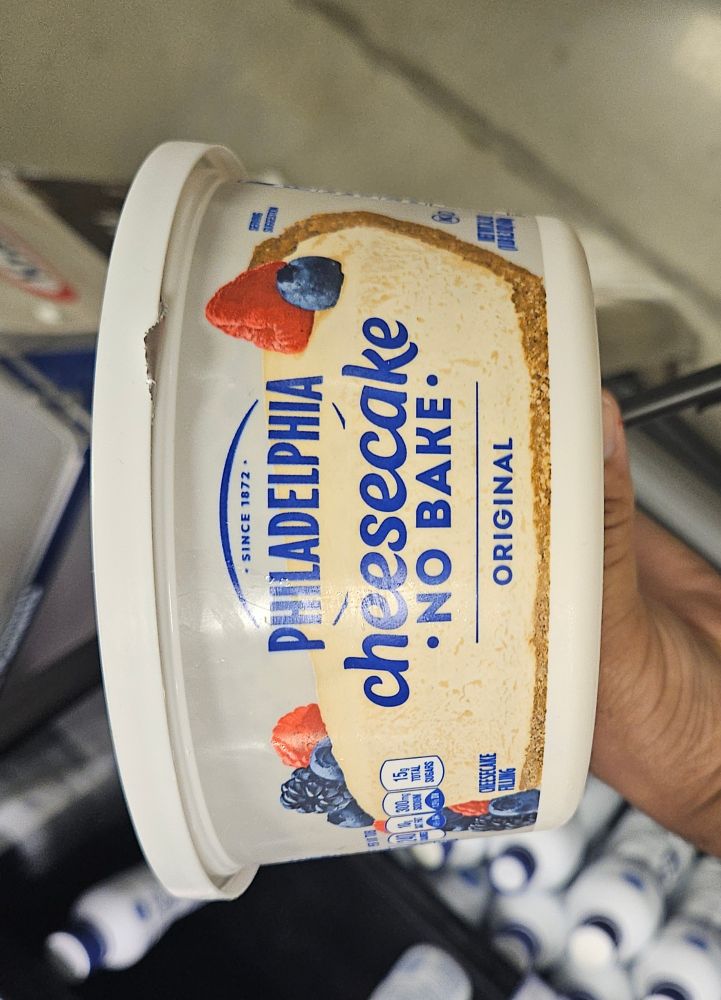 • SINCE 1872 •
PHILADELPHIA
cheesecake
• NO BAKE •
ORIGINAL
SERVING
SUGGESTION
15g
TOTAL
SUGARS
300mg
SODIUM
CHEESECAKE
FILLING